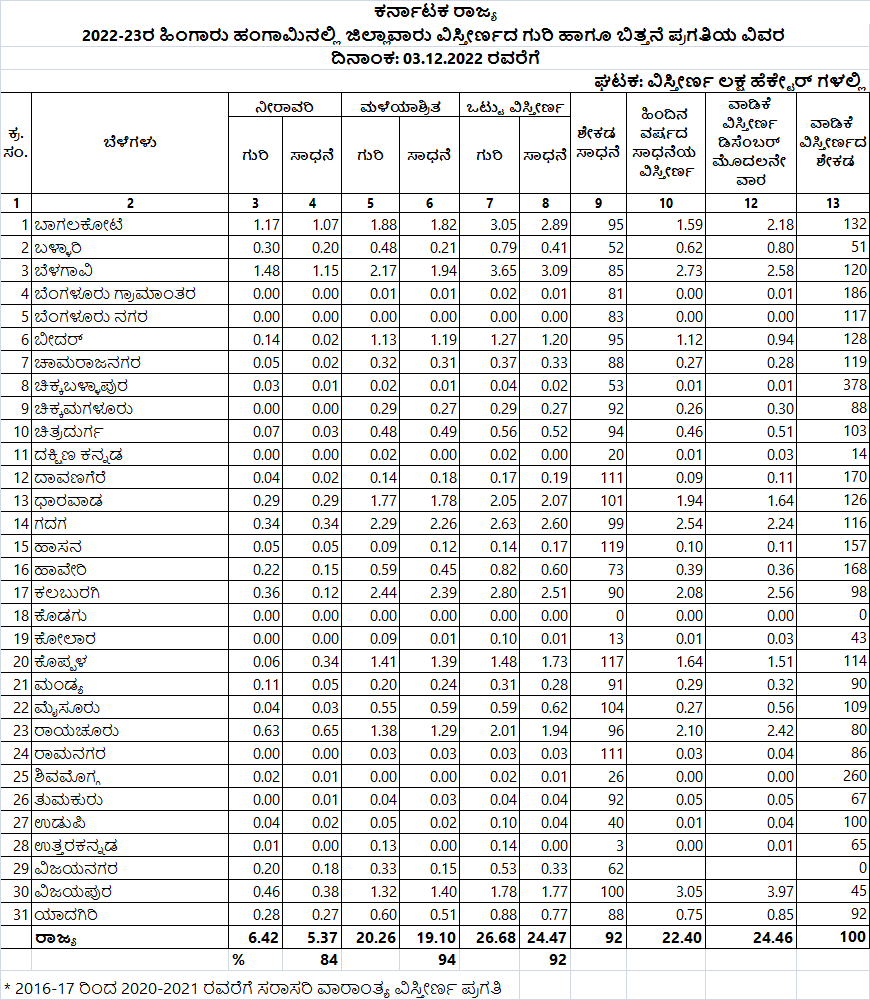 ಕರ್ನಾಟಕ ರಾಜ್ಯ
2022-23ರ ಹಿಂಗಾರು ಹಂಗಾಮಿನಲ್ಲಿ ಜಿಲ್ಲಾವಾರು ವಿಸ್ತೀರ್ಣದ ಗುರಿ ಹಾಗೂ ಬಿತ್ತನೆ ಪ್ರಗತಿಯ ವಿವರ
ದಿನಾಂಕ: 03.12.2022 ರವರೆಗೆ
ಘಟಕ: ವಿಸ್ತೀರ್ಣ ಲಕ್ಷ ಹೆಕ್ಟೇರ್ ಗಳಲ್ಲಿ
ಕ್ರ. ಸಂ. ಬೆಳೆಗಳು ನೀರಾವರಿ ಮಳೆಯಾಶ್ರಿತ ಒಟ್ಟು ವಿಸ್ತೀರ್ಣ ಶೇಕಡ ಸಾಧನೆ ಹಿಂದಿನ ವರ್ಷದ ಸಾಧನೆಯ ವಿಸ್ತೀರ್ಣ ವಾಡಿಕೆ ವಿಸ್ತೀರ್ಣ ಡಿಸೆಂಬರ್ ಮೊದಲನೇ ವಾರ ವಾಡಿಕೆ ವಿಸ್ತೀರ್ಣದ ಶೇಕಡ
ಗುರಿ ಸಾಧನೆ ಗುರಿ ಸಾಧನೆ ಗುರಿ ಸಾಧನೆ
1 2 3 4 5 6 7 8 9 10 12 13
1 ಬಾಗಲಕೋಟೆ 1.17 1.07 1.88 1.82 3.05 2.89 95 1.59 2.18 132
2 ಬಳ್ಳಾರಿ 0.30 0.20 0.48 0.21 0.79 0.41 52 0.62 0.80 51
3 ಬೆಳಗಾವಿ 1.48 1.15 2.17 1.94 3.65 3.09 85 2.73 2.58 120
4 ಬೆಂಗಳೂರು ಗ್ರಾಮಾಂತರ 0.00 0.00 0.01 0.01 0.02 0.01 81 0.00 0.01 186
5 ಬೆಂಗಳೂರು ನಗರ 0.00 0.00 0.00 0.00 0.00 0.00 83 0.00 0.00 117
6 ಬೀದರ್ 0.14 0.02 1.13 1.19 1.27 1.20 95 1.12 0.94 128
7 ಚಾಮರಾಜನಗರ 0.05 0.02 0.32 0.31 0.37 0.33 88 0.27 0.28 119
8 ಚಿಕ್ಕಬಳ್ಳಾಪುರ 0.03 0.01 0.02 0.01 0.04 0.02 53 0.01 0.01 378
9 ಚಿಕ್ಕಮಗಳೂರು 0.00 0.00 0.29 0.27 0.29 0.27 92 0.26 0.30 88
10 ಚಿತ್ರದುರ್ಗ 0.07 0.03 0.48 0.49 0.56 0.52 94 0.46 0.51 103
11 ದಕ್ಷಿಣ ಕನ್ನಡ 0.00 0.00 0.02 0.00 0.02 0.00 20 0.01 0.03 14
12 ದಾವಣಗೆರೆ 0.04 0.02 0.14 0.18 0.17 0.19 111 0.09 0.11 170
13 ಧಾರವಾಡ 0.29 0.29 1.77 1.78 2.05 2.07 101 1.94 1.64 126
14 ಗದಗ 0.34 0.34 2.29 2.26 2.63 2.60 99 2.54 2.24 116
15 ಹಾಸನ 0.05 0.05 0.09 0.12 0.14 0.17 119 0.10 0.11 157
16 ಹಾವೇರಿ 0.22 0.15 0.59 0.45 0.82 0.60 73 0.39 0.36 168
17 ಕಲಬುರಗಿ 0.36 0.12 2.44 2.39 2.80 2.51 90 2.08 2.56 98
18 ಕೊಡಗು 0.00 0.00 0.00 0.00 0.00 0.00 0 0.00 0.00 0
19 ಕೋಲಾರ 0.00 0.00 0.09 0.01 0.10 0.01 13 0.01 0.03 43
20 ಕೊಪ್ಪಳ 0.06 0.34 1.41 1.39 1.48 1.73 117 1.64 1.51 114
21 ಮಂಡ್ಯ 0.11 0.05 0.20 0.24 0.31 0.28 91 0.29 0.32 90
22 ಮೈಸೂರು 0.04 0.03 0.55 0.59 0.59 0.62 104 0.27 0.56 109
23 ರಾಯಚೂರು 0.63 0.65 1.38 1.29 2.01 1.94 96 2.10 2.42 80
24 ರಾಮನಗರ 0.00 0.00 0.03 0.03 0.03 0.03 111 0.03 0.04 86
25 ಶಿವಮೊಗ್ಗ 0.02 0.01 0.00 0.00 0.02 0.01 26 0.00 0.00 260
26 ತುಮಕುರು 0.00 0.01 0.04 0.03 0.04 0.04 92 0.05 0.05 67
27 ಉಡುಪಿ 0.04 0.02 0.05 0.02 0.10 0.04 40 0.01 0.04 100
28 ಉತ್ತರಕನ್ನಡ 0.01 0.00 0.13 0.00 0.14 0.00 3 0.00 0.01 65
29 ವಿಜಯನಗರ 0.20 0.18 0.33 0.15 0.53 0.33 62 0
30 ವಿಜಯಪುರ 0.46 0.38 1.32 1.40 1.78 1.77 100 3.05 3.97 45
31 ಯಾದಗಿರಿ 0.28 0.27 0.60 0.51 0.88 0.77 88 0.75 0.85 92
ರಾಜ್ಯ 6.42 5.37 20.26 19.10 26.68 24.47 92 22.40 24.46 100
% 84 94 92
* 2016-17 ರಿಂದ 2020-2021 ರವರೆಗೆ ಸರಾಸರಿ ವಾರಾಂತ್ಯ ವಿಸ್ತೀರ್ಣ ಪ್ರಗತಿ